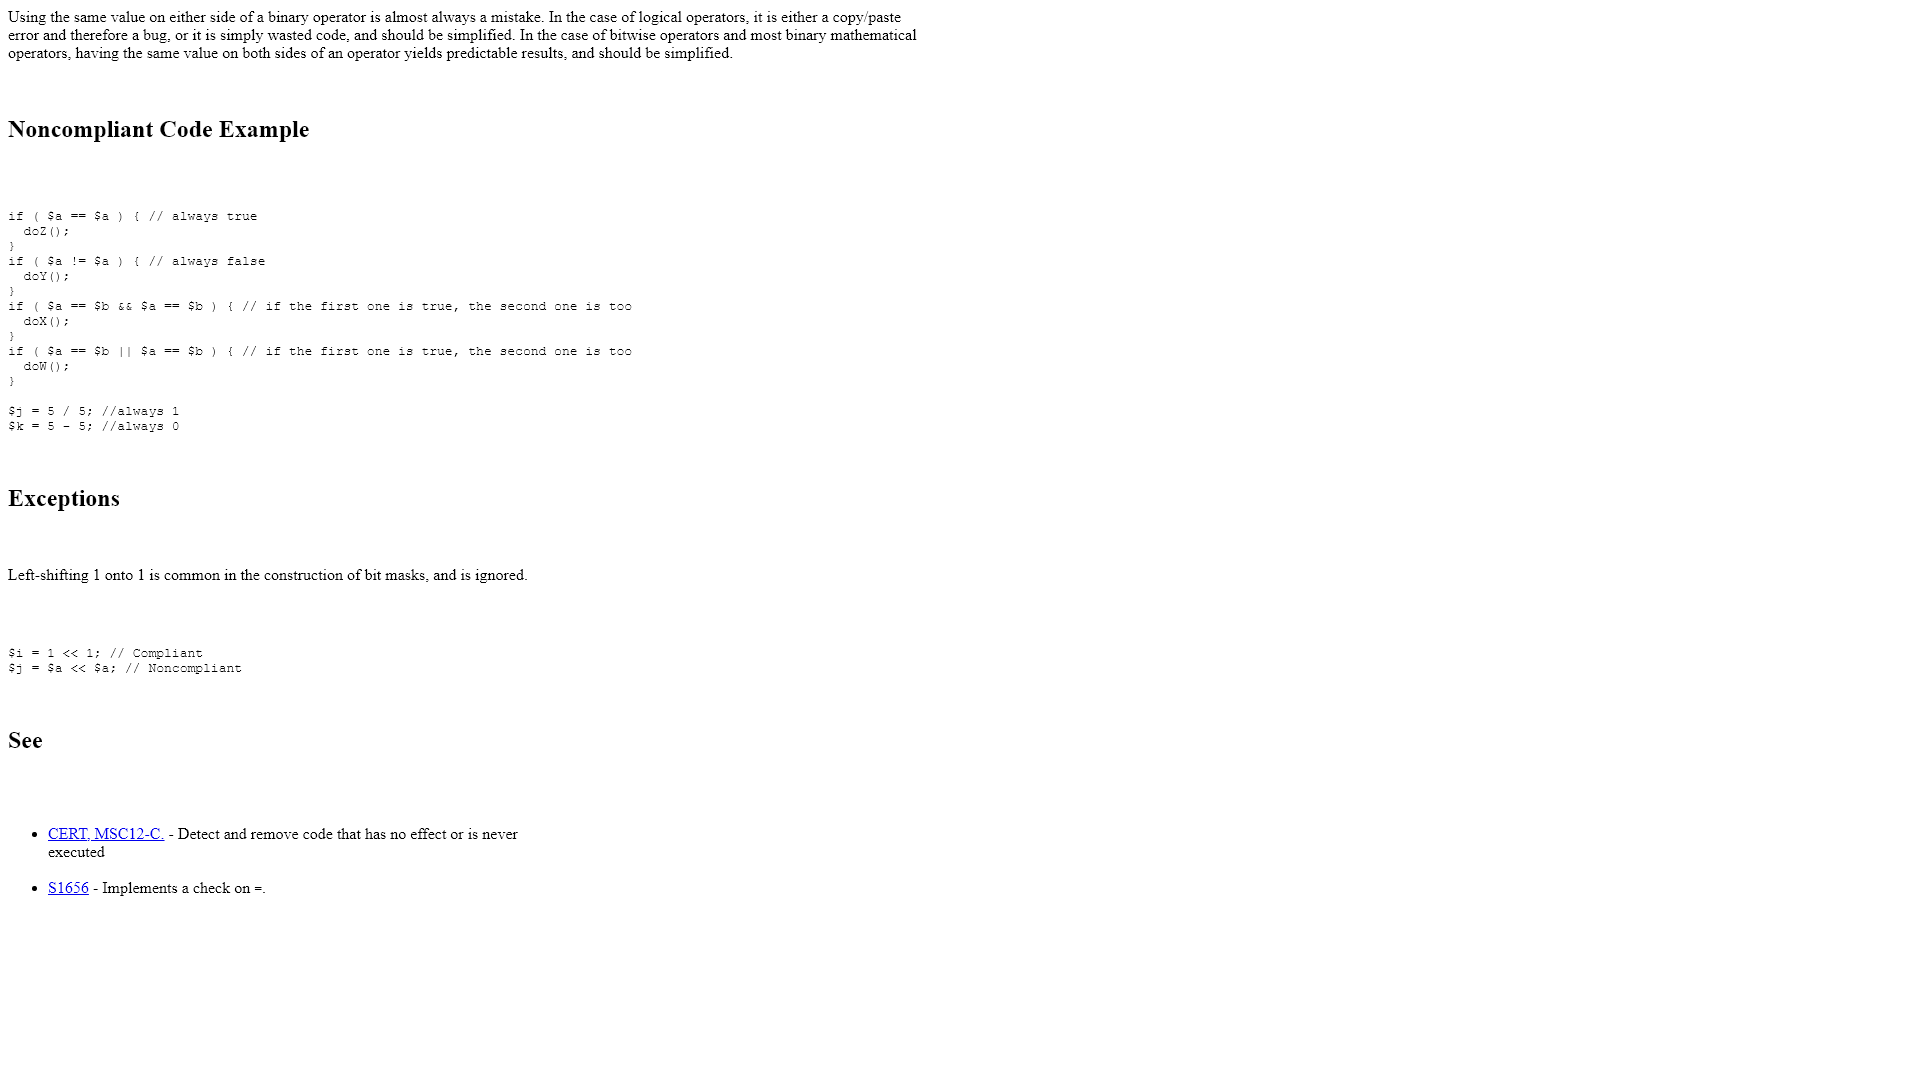 Using the same value on either side of a binary operator is almost always a mistake. In the case of logical operators, it is either a copy/paste
error and therefore a bug, or it is simply wasted code, and should be simplified. In the case of bitwise operators and most binary mathematical
operators, having the same value on both sides of an operator yields predictable results, and should be simplified.
Noncompliant Code Example
if ( $a == $a ) { // always true
  doZ();
}
if ( $a != $a ) { // always false
  doY();
}
if ( $a == $b && $a == $b ) { // if the first one is true, the second one is too
  doX();
}
if ( $a == $b || $a == $b ) { // if the first one is true, the second one is too
  doW();
}
$j = 5 / 5; //always 1
$k = 5 - 5; //always 0
Exceptions
Left-shifting 1 onto 1 is common in the construction of bit masks, and is ignored.
$i = 1 << 1; // Compliant
$j = $a << $a; // Noncompliant
See
• CERT, MSC12-C. - Detect and remove code that has no effect or is never
executed
• S1656 - Implements a check on =.